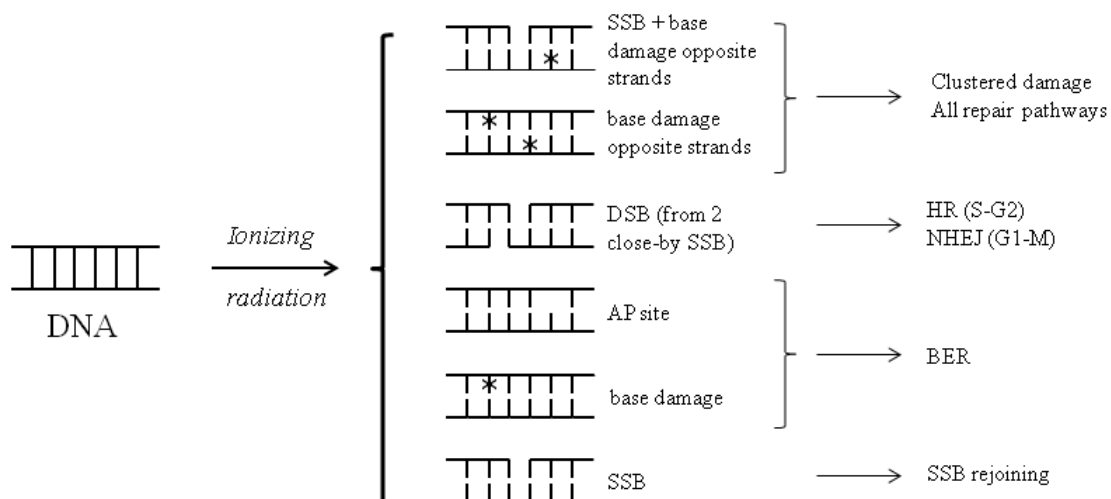 SSB + base
damage opposite
strands
Clustered damage
All repair pathways
base damage
opposite strands
DSB (from 2
close-by SSB)
HR (S-G2)
NHEJ (G1-M)
Ionizing
radiation
DNA
AP site
BER
base damage
SSB
SSB rejoining